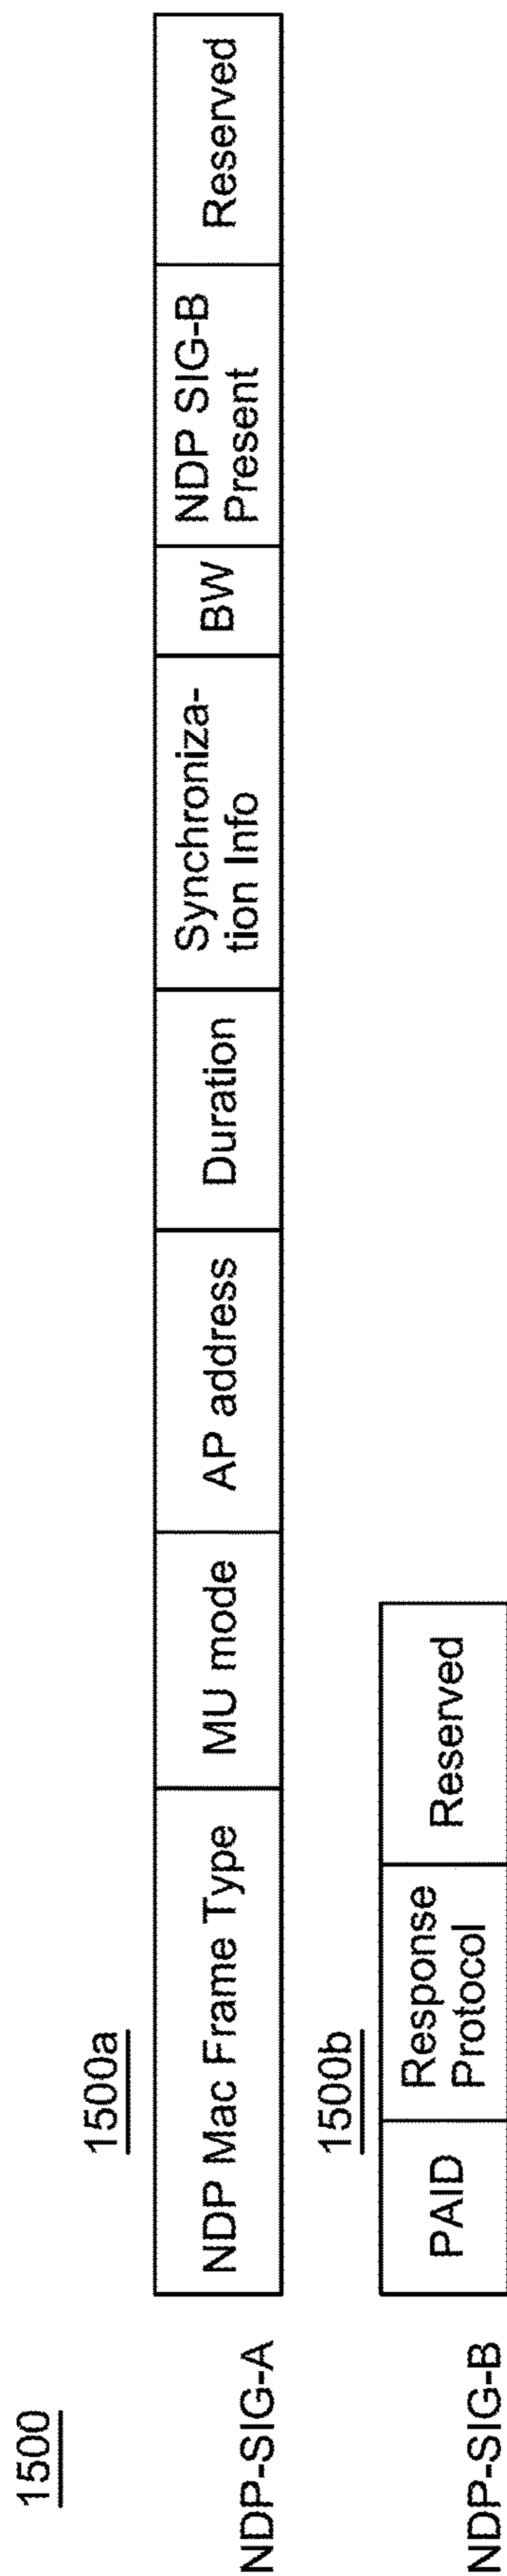 1500
1500a
NDP-SIG-A
NDP Mac Frame Type
MU mode
AP address
Duration
Synchroniza-
tion Info
BW
NDP SIG-B
Present
Reserved
1500b
NDP-SIG-B
PAID
Response
Protocol
Reserved